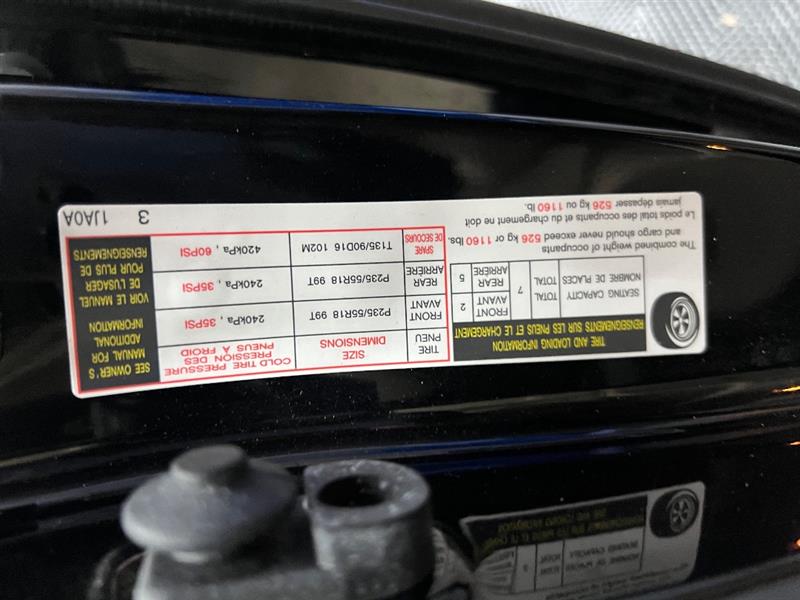 TIRE AND LOADING INFORMATION
RENSEIGNEMENTS SUR LES PNEUS ET LE CHARGEMENT
SEATING CAPACITY
NOMBRE DE PLACES
TOTAL
TOTAL
7
FRONT
AVANT
2
REAR
ARRIÈRE
5
The combined weight of occupants
and cargo should never exceed 526 kg or 1160 lbs.
Le poids total des occupants et du chargement ne doit
jamais dépasser 526 kg ou 1160 lb.
TIRE
PNEU
SIZE
DIMENSIONS
COLD TIRE PRESSURE
PRESSION DES
PNEUS À FROID
FRONT
AVANT
P235/55R18 99T
240kPa , 35PSI
REAR
ARRIÈRE
P235/55R18 99T
240kPa , 35PSI
SPARE
DE SECOURS
T135/90D16 102M
420kPa , 60PSI
SEE OWNER'S
MANUAL FOR
ADDITIONAL
INFORMATION
VOIR LE MANUEL
DE L'USAGER
POUR PLUS DE
RENSEIGNEMENTS
3 1JA0A